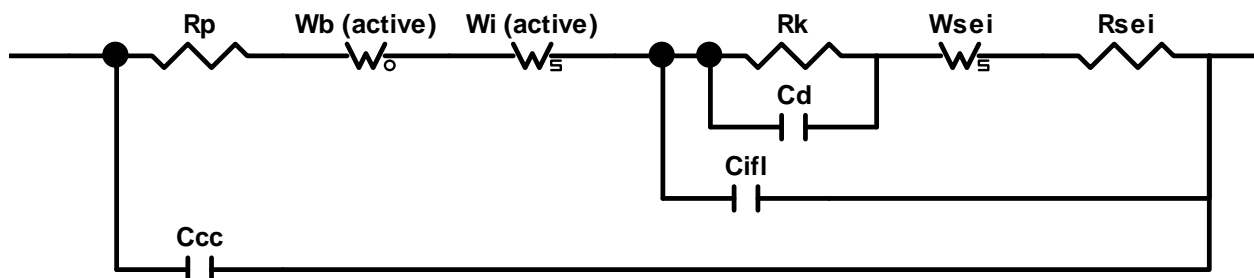 Rp Wb (active) Wi (active) Rk Wsei Rsei
o s s
Cd
Cifl
Ccc